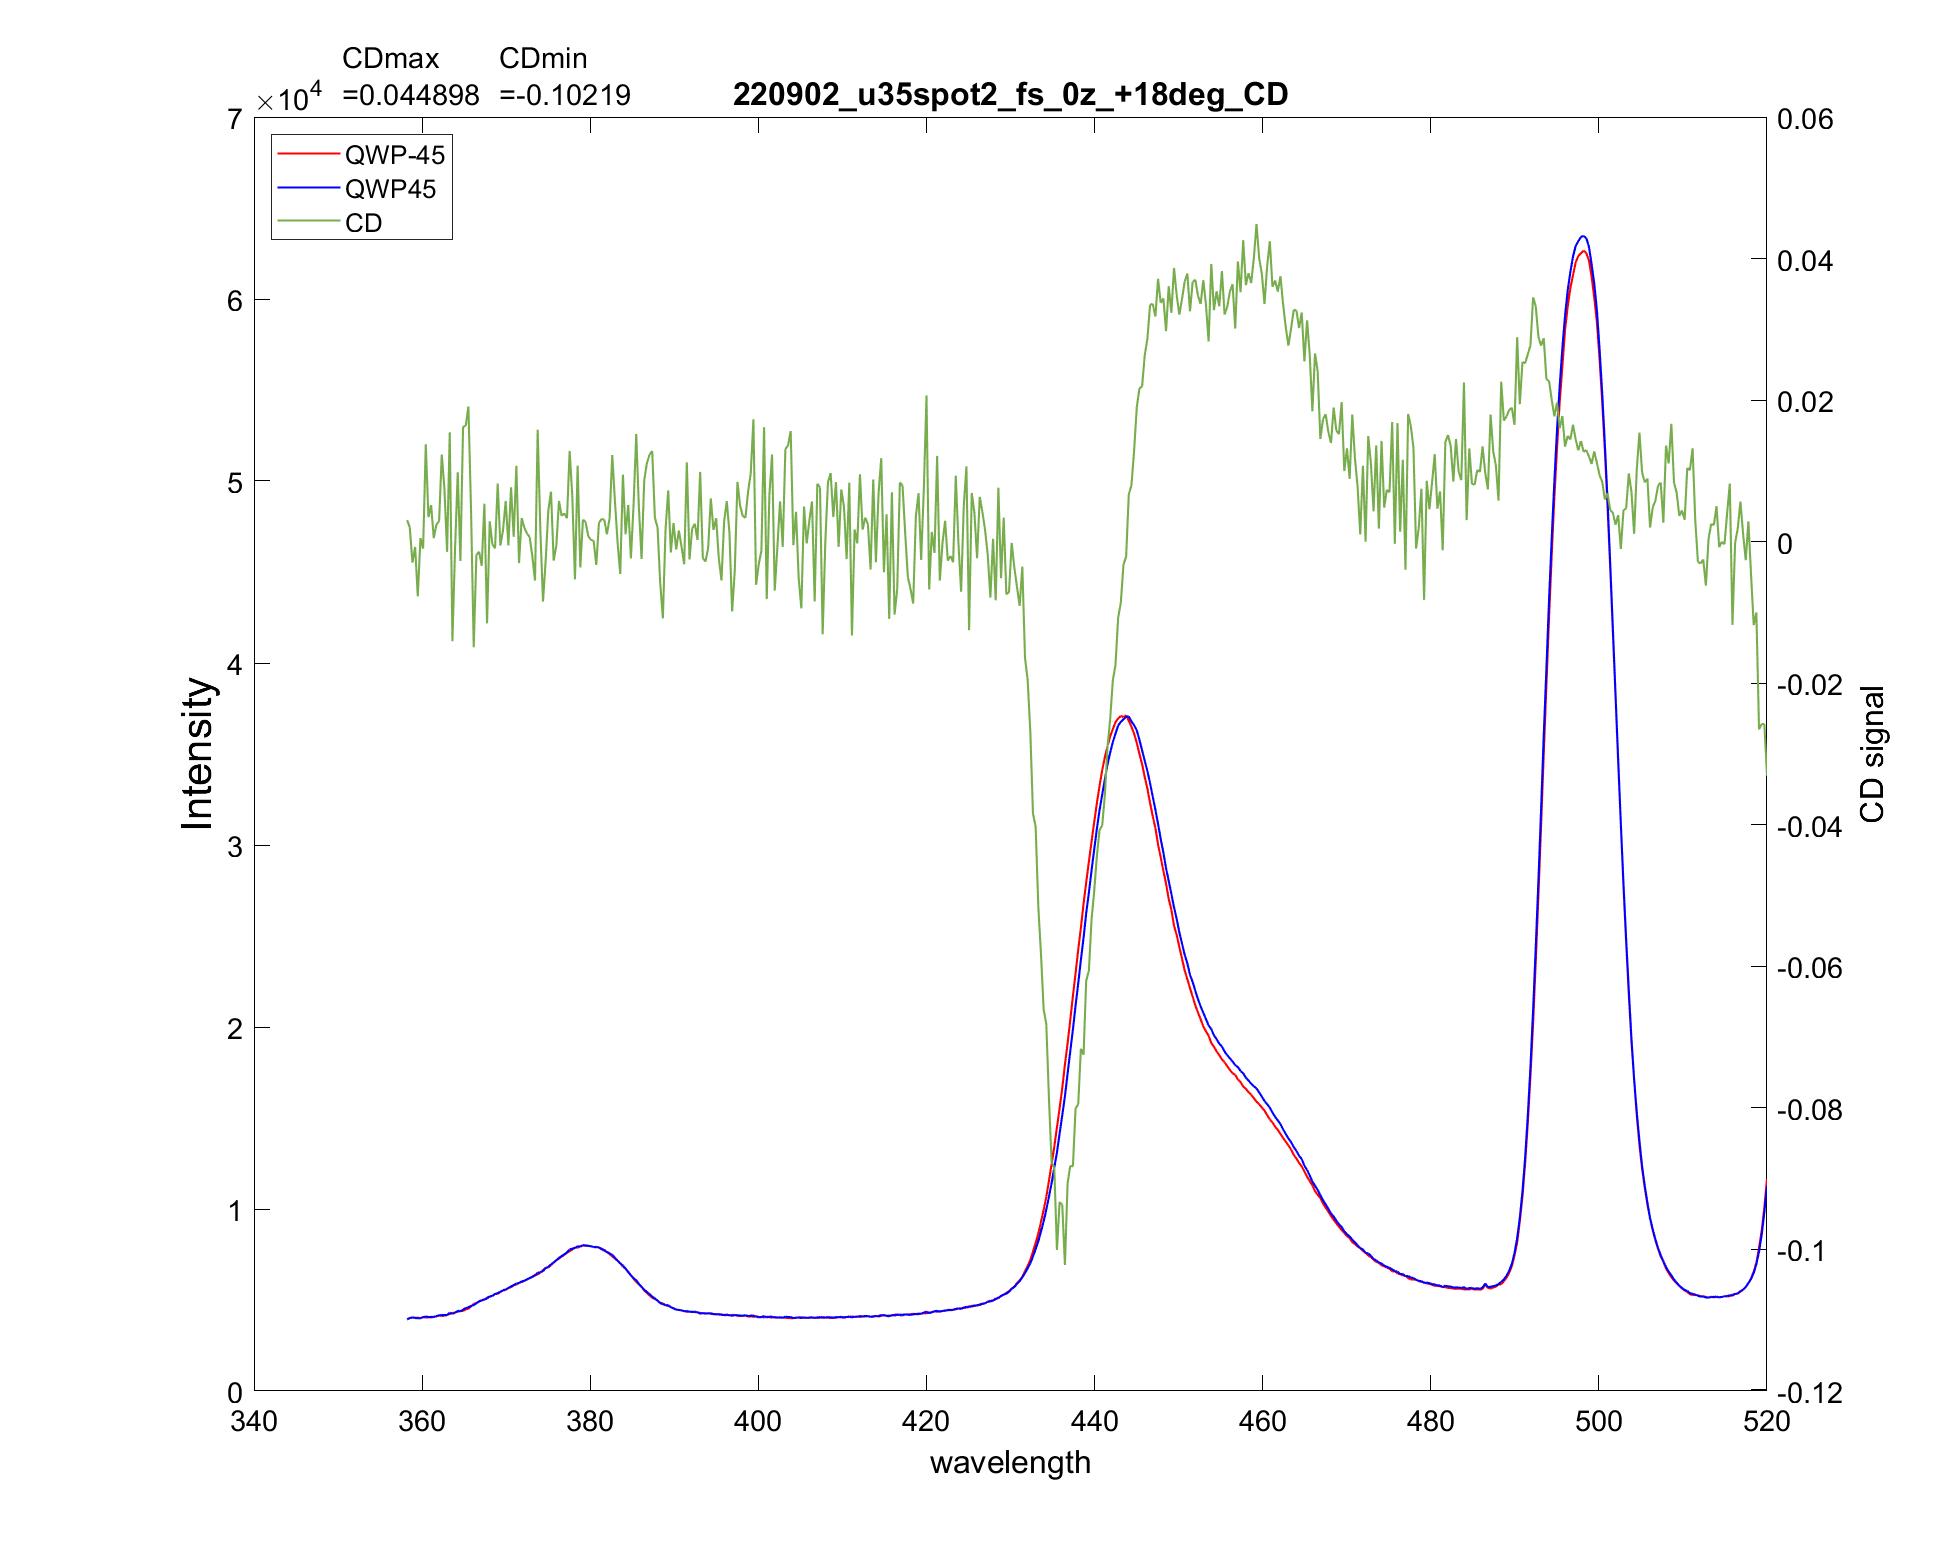 CDmax CDmin
=0.044898 =-0.10219
220902_u35spot2_fs_0z_+18deg_CD
×10⁴
QWP-45
QWP45
CD
7
6
5
4
3
2
1
0
Intensity
0.06
0.04
0.02
0
-0.02
-0.04
-0.06
-0.08
-0.1
-0.12
CD signal
340 360 380 400 420 440 460 480 500 520
wavelength